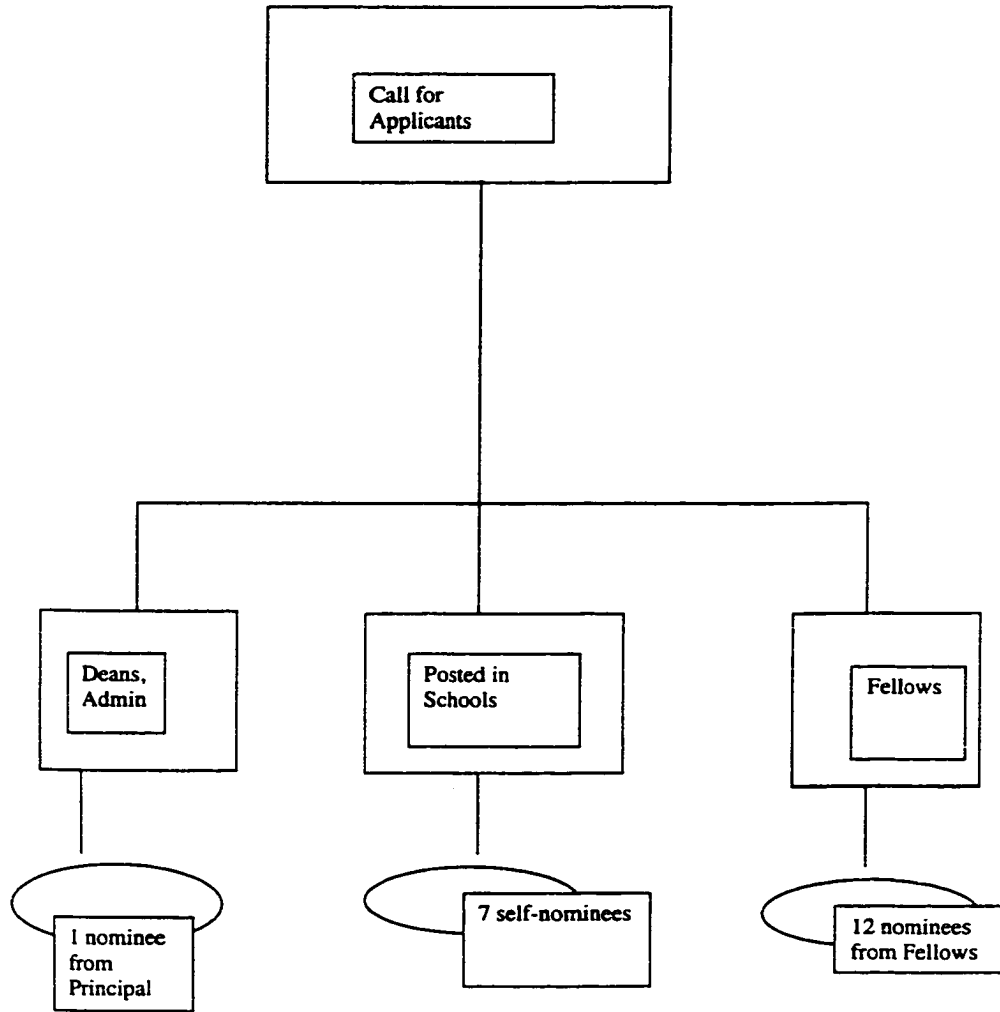 Call for
Applicants
Deans,
Admin
Posted in
Schools
Fellows
1 nominee
from
Principal
7 self-nominees
12 nominees
from Fellows